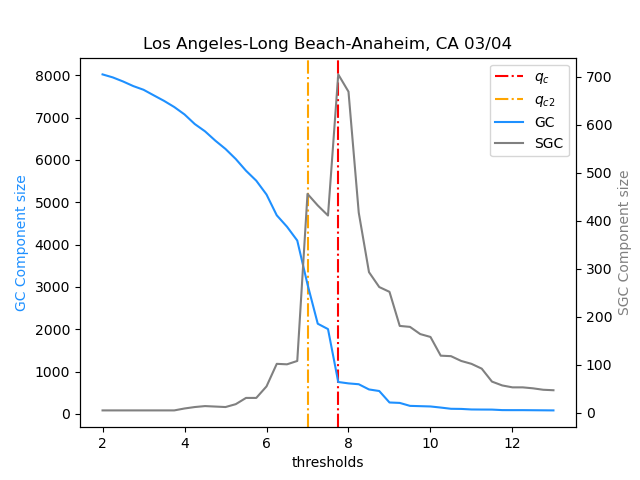 Los Angeles-Long Beach-Anaheim, CA 03/04
GC Component size
8000
7000
6000
5000
4000
3000
2000
1000
0
700
600
500
400
300
200
100
0
SGC Component size
q_c
q_c2
GC
SGC
2 4 6 8 10 12
thresholds